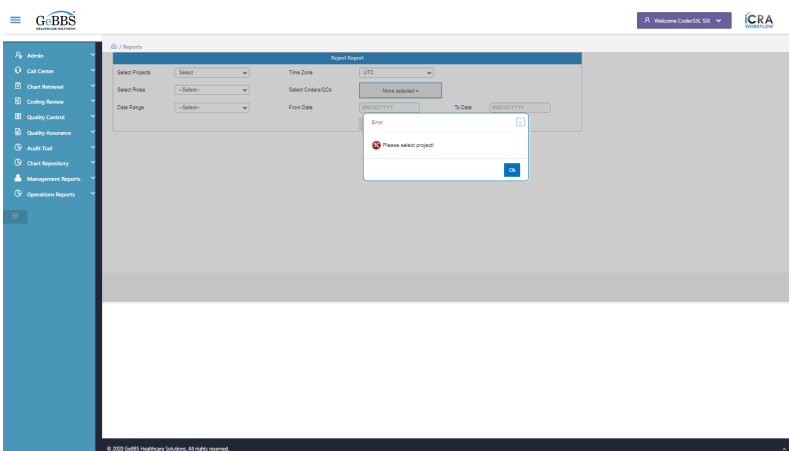 GeBBS
HEALTHCARE SOLUTIONS
Welcome CoderSIX, SIX
iCRA
WORKFLOW
/ Reports
Admin
Call Center
Chart Retrieval
Coding Review
Quality Control
Quality Assurance
Audit Trail
Chart Repository
Management Reports
Operations Reports
Reject Report
Select Projects Select Time Zone UTC
Select Roles --Select-- Select Coders/QCs None selected
Date Range --Select-- From Date MM/DD/YYYY To Date MM/DD/YYYY
Error x
Please select project!
Ok
© 2020 GeBBS Healthcare Solutions. All rights reserved.